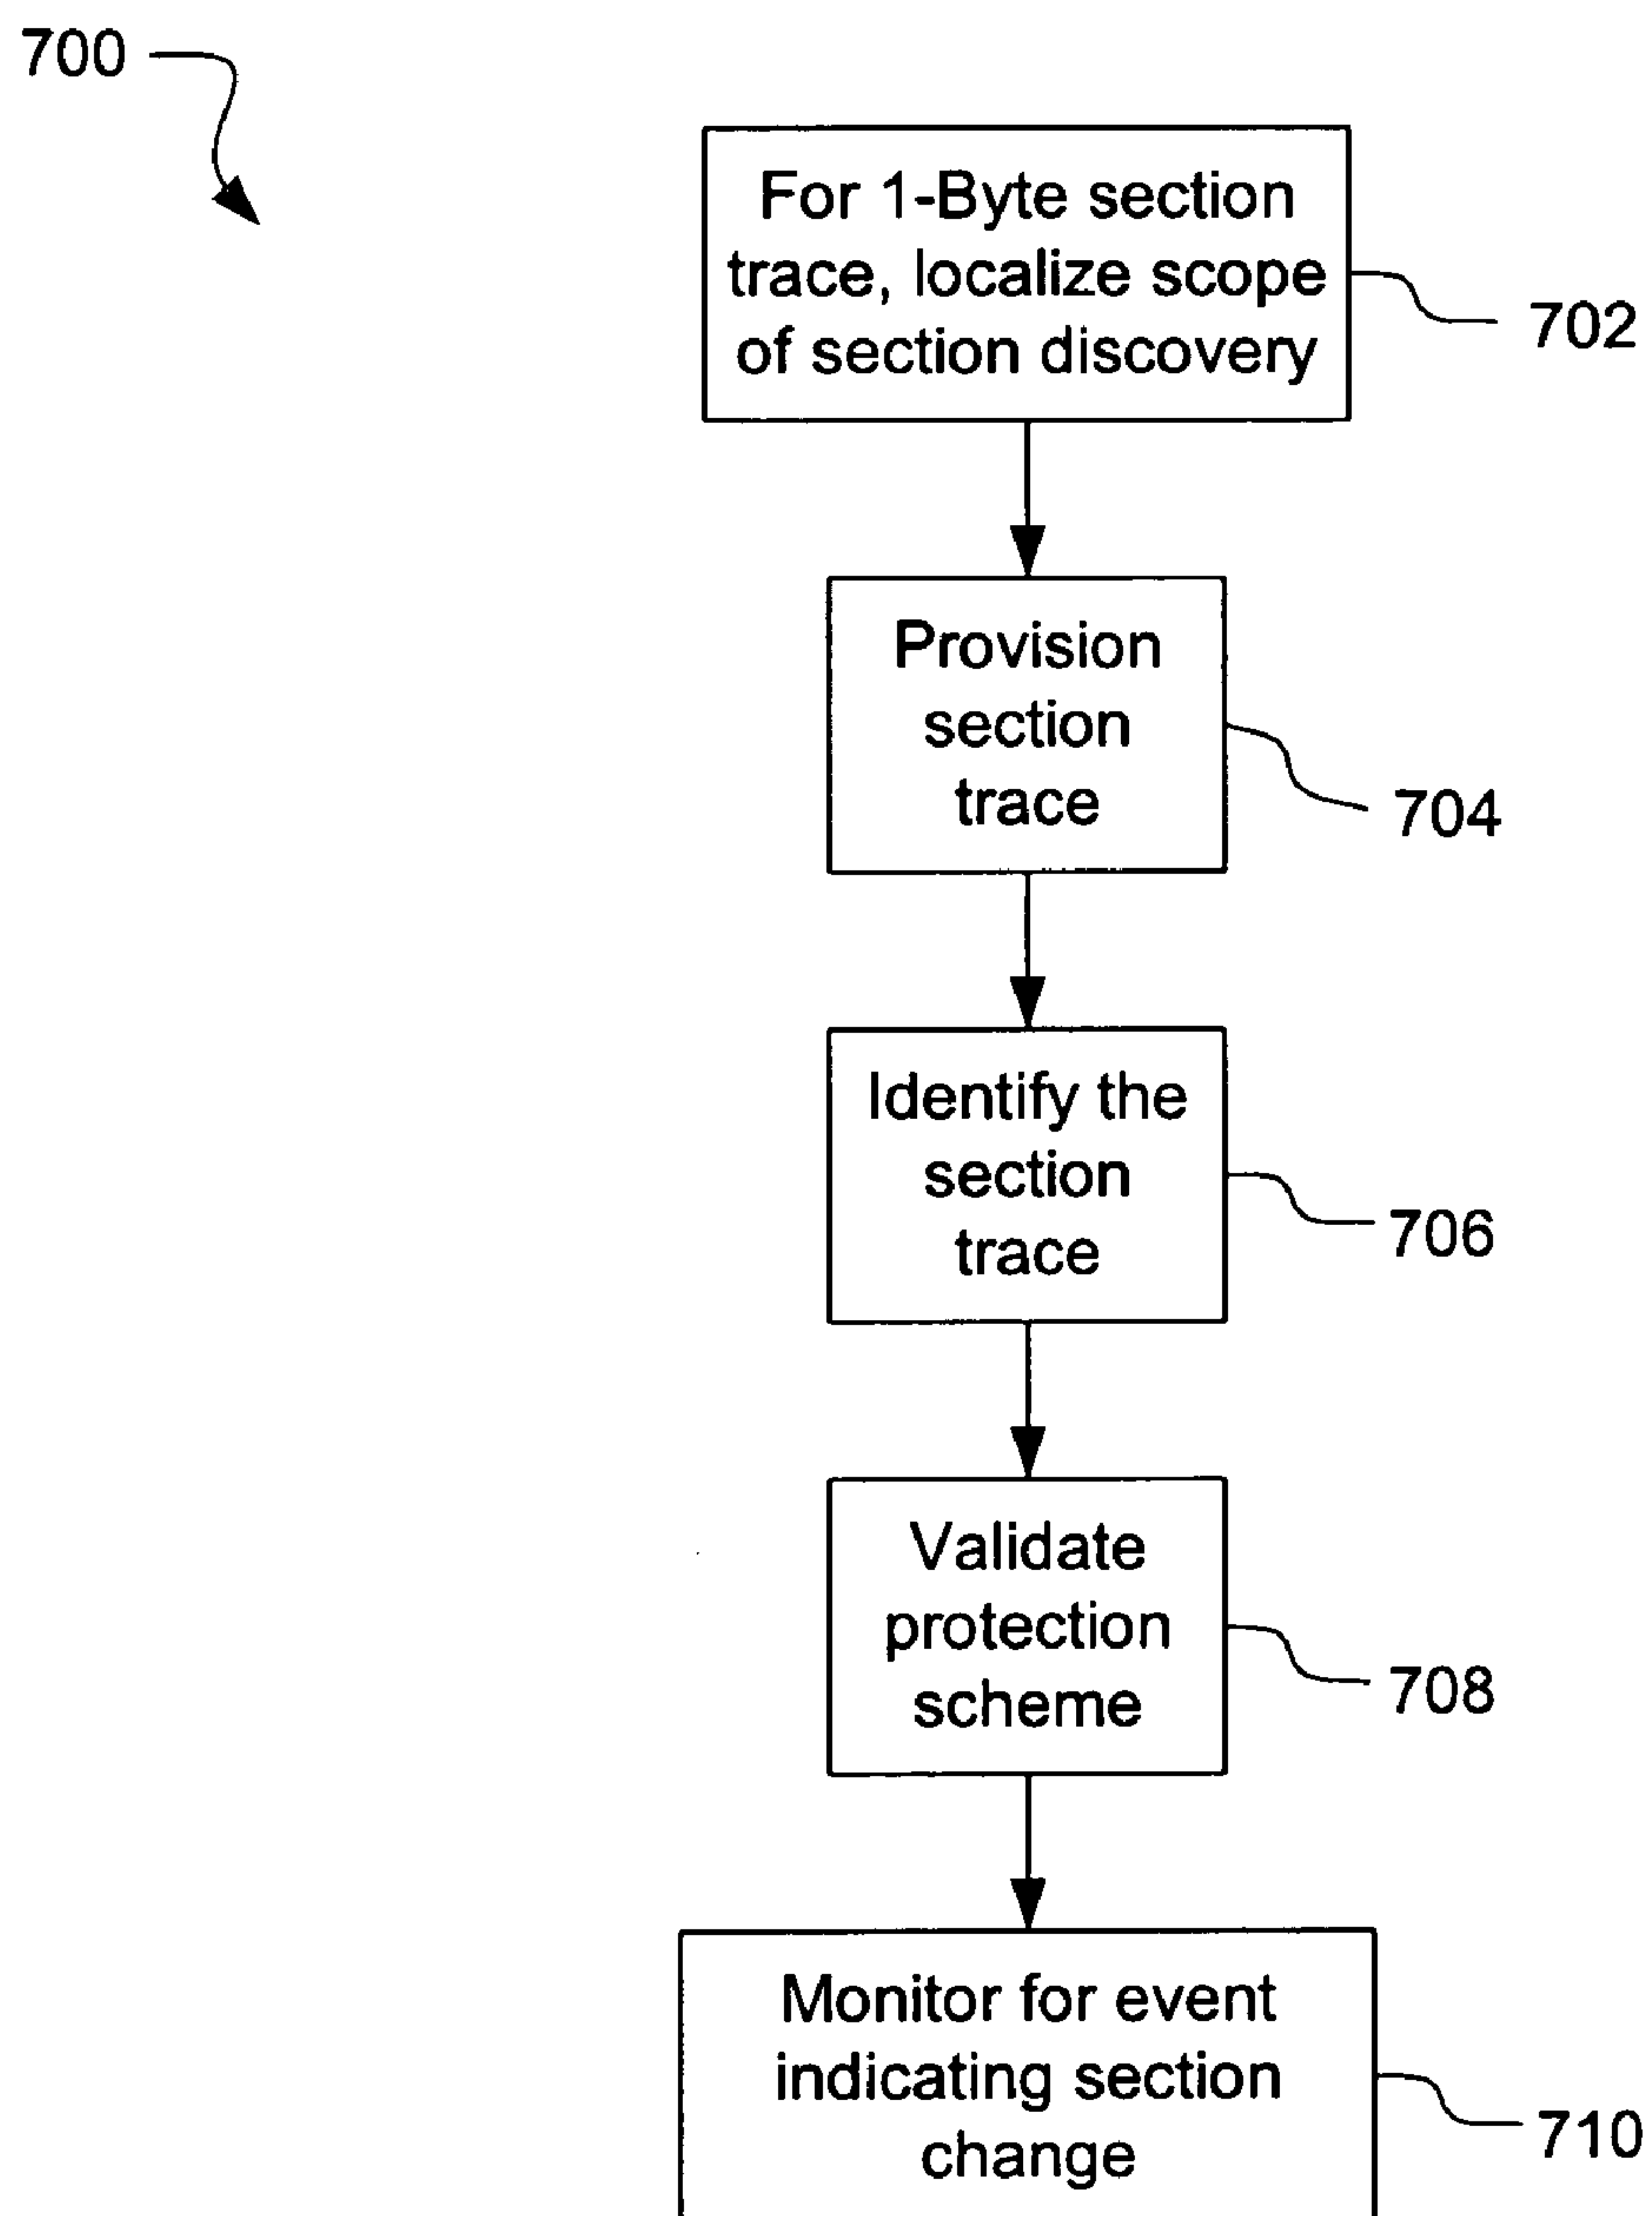 700
For 1-Byte section
trace, localize scope
of section discovery
702
Provision
section
trace
704
Identify the
section
trace
706
Validate
protection
scheme
708
Monitor for event
indicating section
change
710